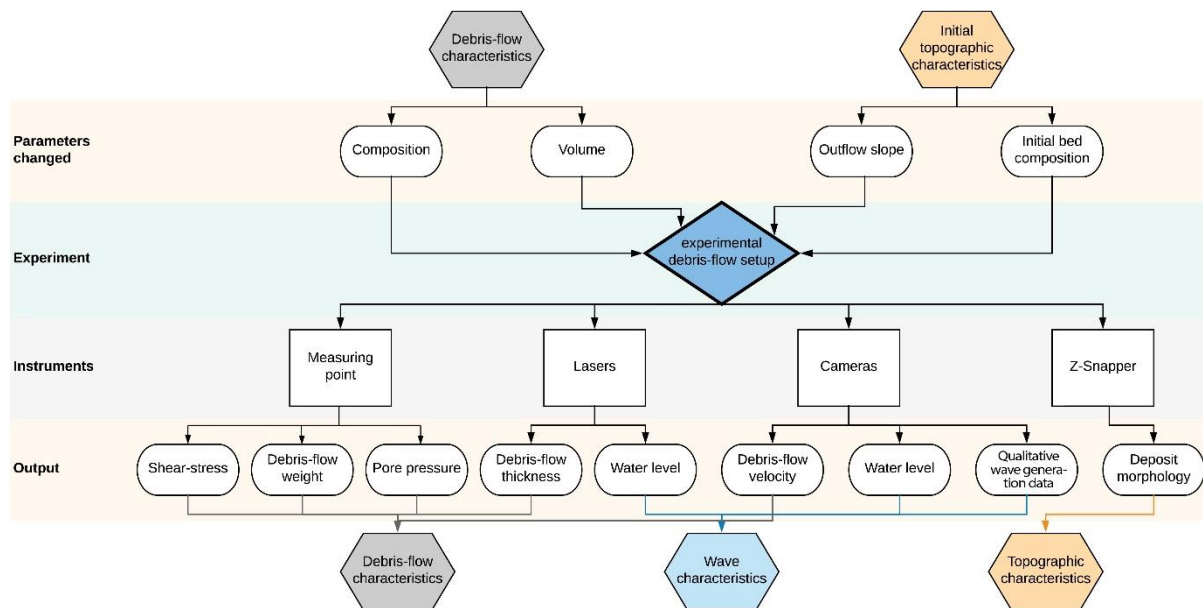 Debris-flow
characteristics
Initial
topographic
characteristics
Parameters
changed
Composition
Volume
Outflow slope
Initial bed
composition
Experiment
experimental
debris-flow setup
Instruments
Measuring
point
Lasers
Cameras
Z-Snapper
Output
Shear-stress
Debris-flow
weight
Pore pressure
Debris-flow
thickness
Water level
Debris-flow
velocity
Water level
Qualitative
wave genera-
tion data
Deposit
morphology
Debris-flow
characteristics
Wave
characteristics
Topographic
characteristics